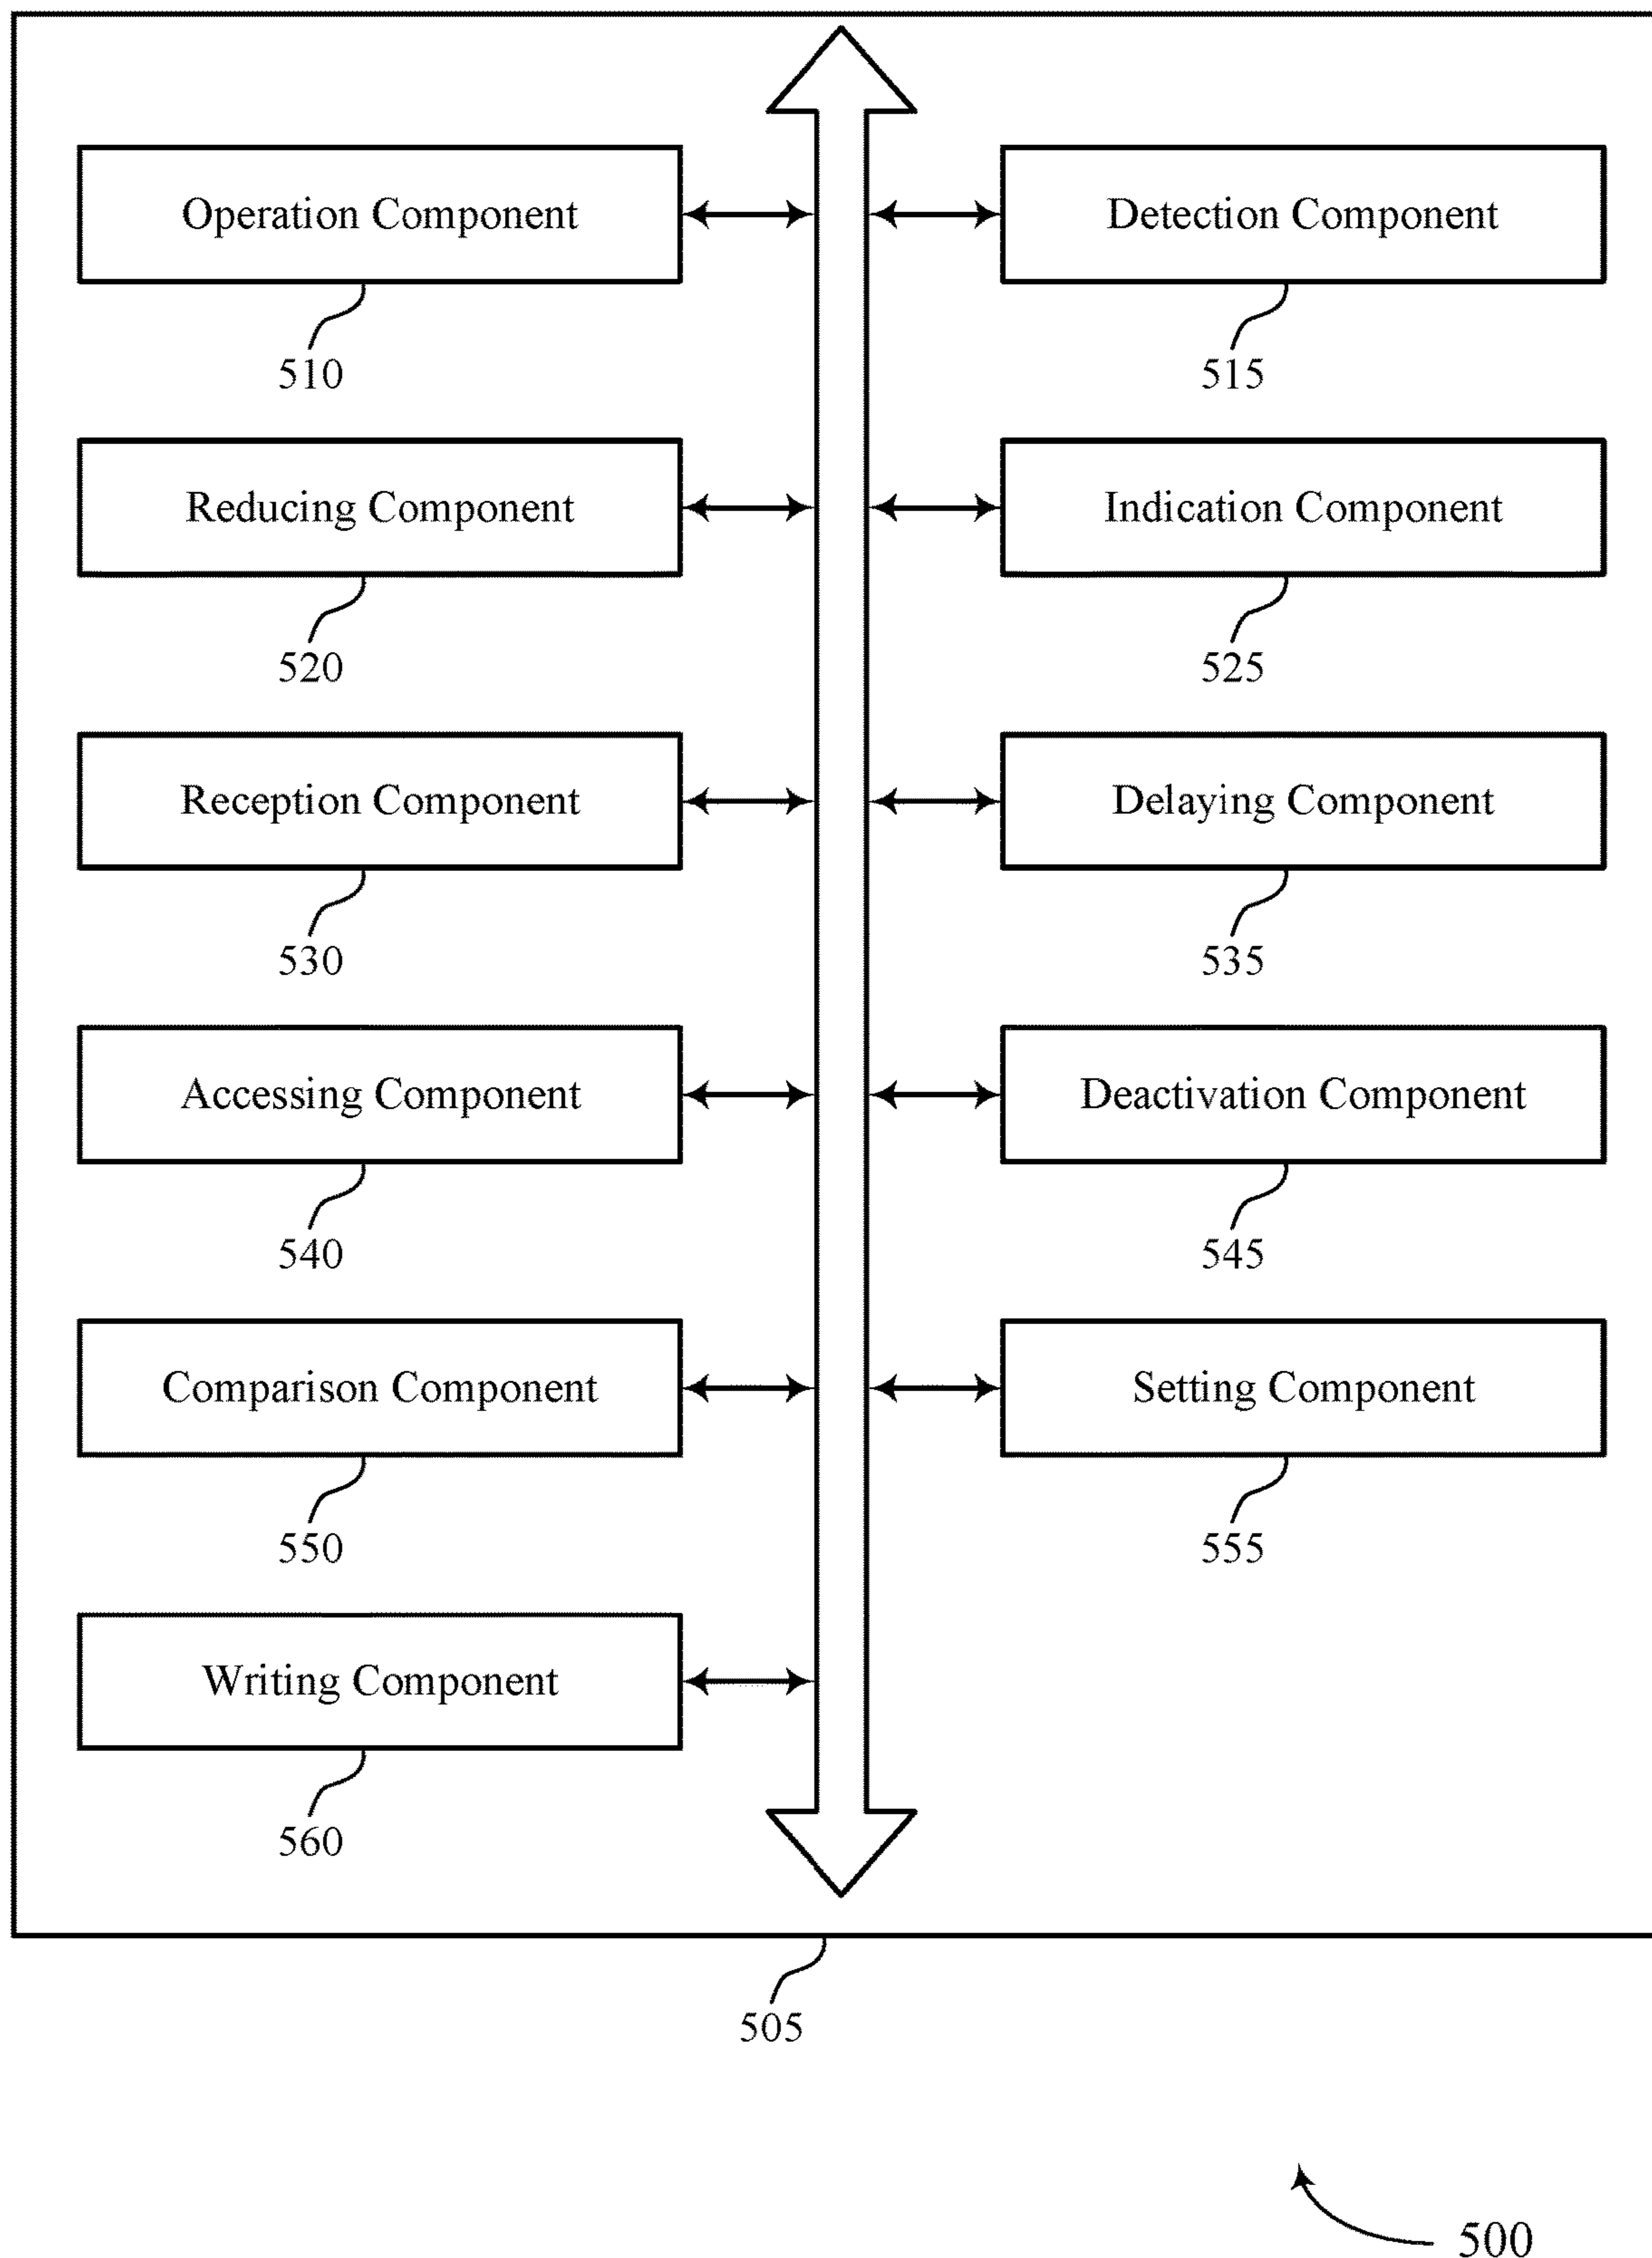 Operation Component
Detection Component
510
515
Reducing Component
Indication Component
520
525
Reception Component
Delaying Component
530
535
Accessing Component
Deactivation Component
540
545
Comparison Component
Setting Component
550
555
Writing Component
560
505
500